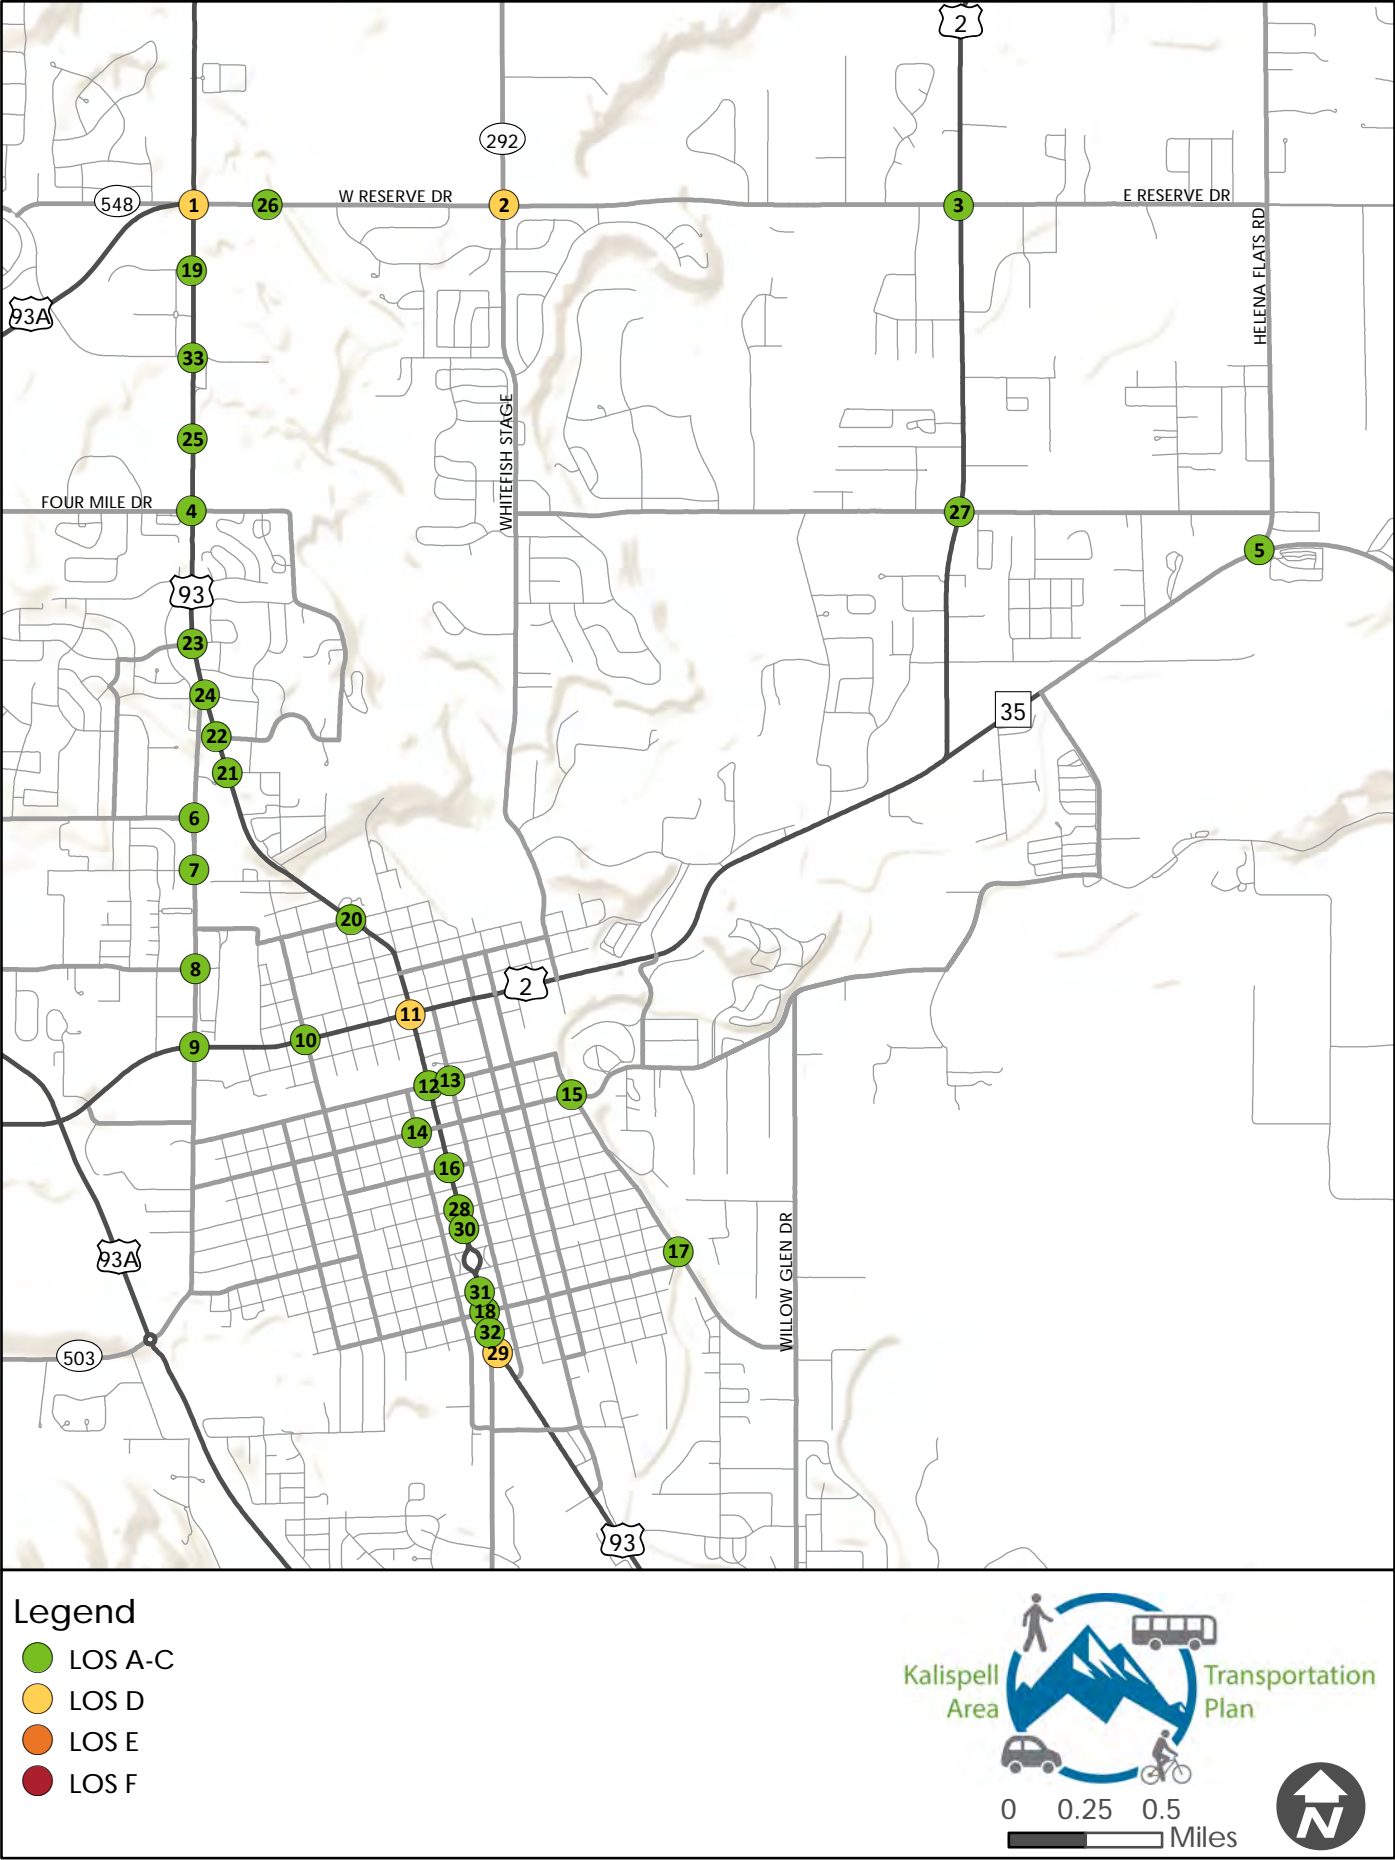 2
292
548
1
26
W RESERVE DR
2
3
E RESERVE DR
HELENA FLATS RD
19
93A
33
WHITEFISH STAGE
25
FOUR MILE DR
4
27
5
93
23
24
35
22
21
6
7
20
8
2
11
9
10
12
13
15
14
16
28
30
17
WILLOW GLEN DR
93A
31
18
32
29
503
93
Legend
LOS A-C
LOS D
LOS E
LOS F
Kalispell
Area
Transportation
Plan
0 0.25 0.5
Miles
N